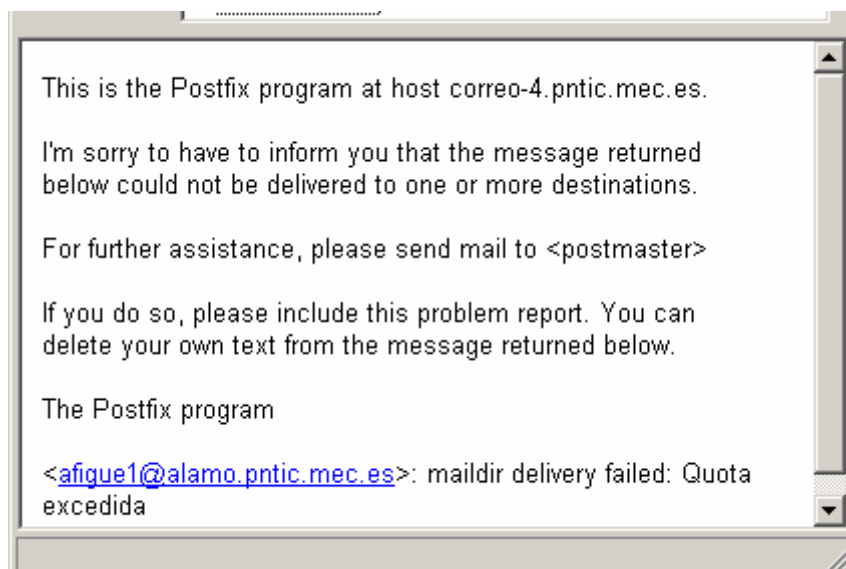 This is the Postfix program at host correo-4.pntic.mec.es.
I'm sorry to have to inform you that the message returned
below could not be delivered to one or more destinations.
For further assistance, please send mail to <postmaster>
If you do so, please include this problem report. You can
delete your own text from the message returned below.
The Postfix program
<afigue1@alamo.pntic.mec.es>: maildir delivery failed: Quota
excedida